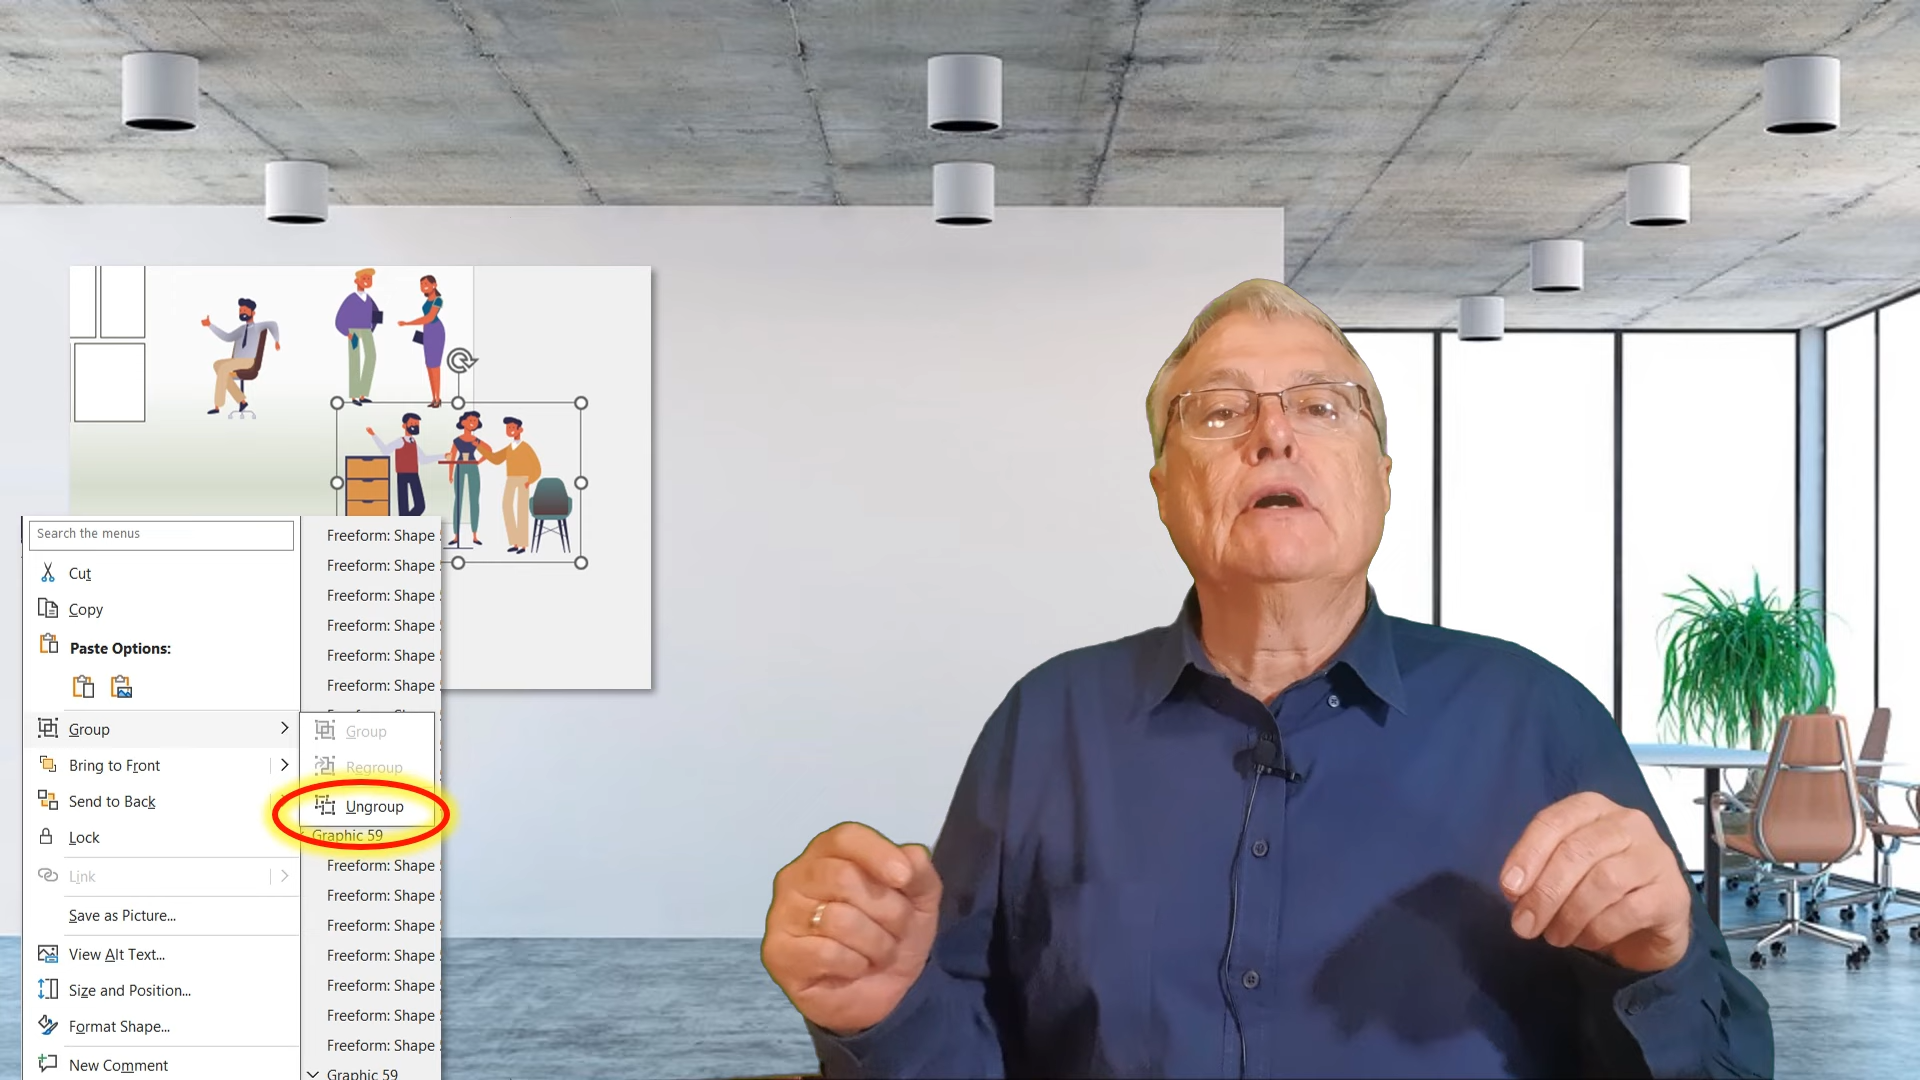 Search the menus
Cut
Copy
Paste Options:
Group
Bring to Front
Send to Back
Lock
Link
Save as Picture...
View Alt Text...
Size and Position...
Format Shape...
New Comment
Freeform: Shape
Freeform: Shape
Freeform: Shape
Freeform: Shape
Freeform: Shape
Freeform: Shape
Group
Regroup
Ungroup
Graphic 59
Freeform: Shape
Freeform: Shape
Freeform: Shape
Freeform: Shape
Freeform: Shape
Freeform: Shape
Freeform: Shape
Graphic 59